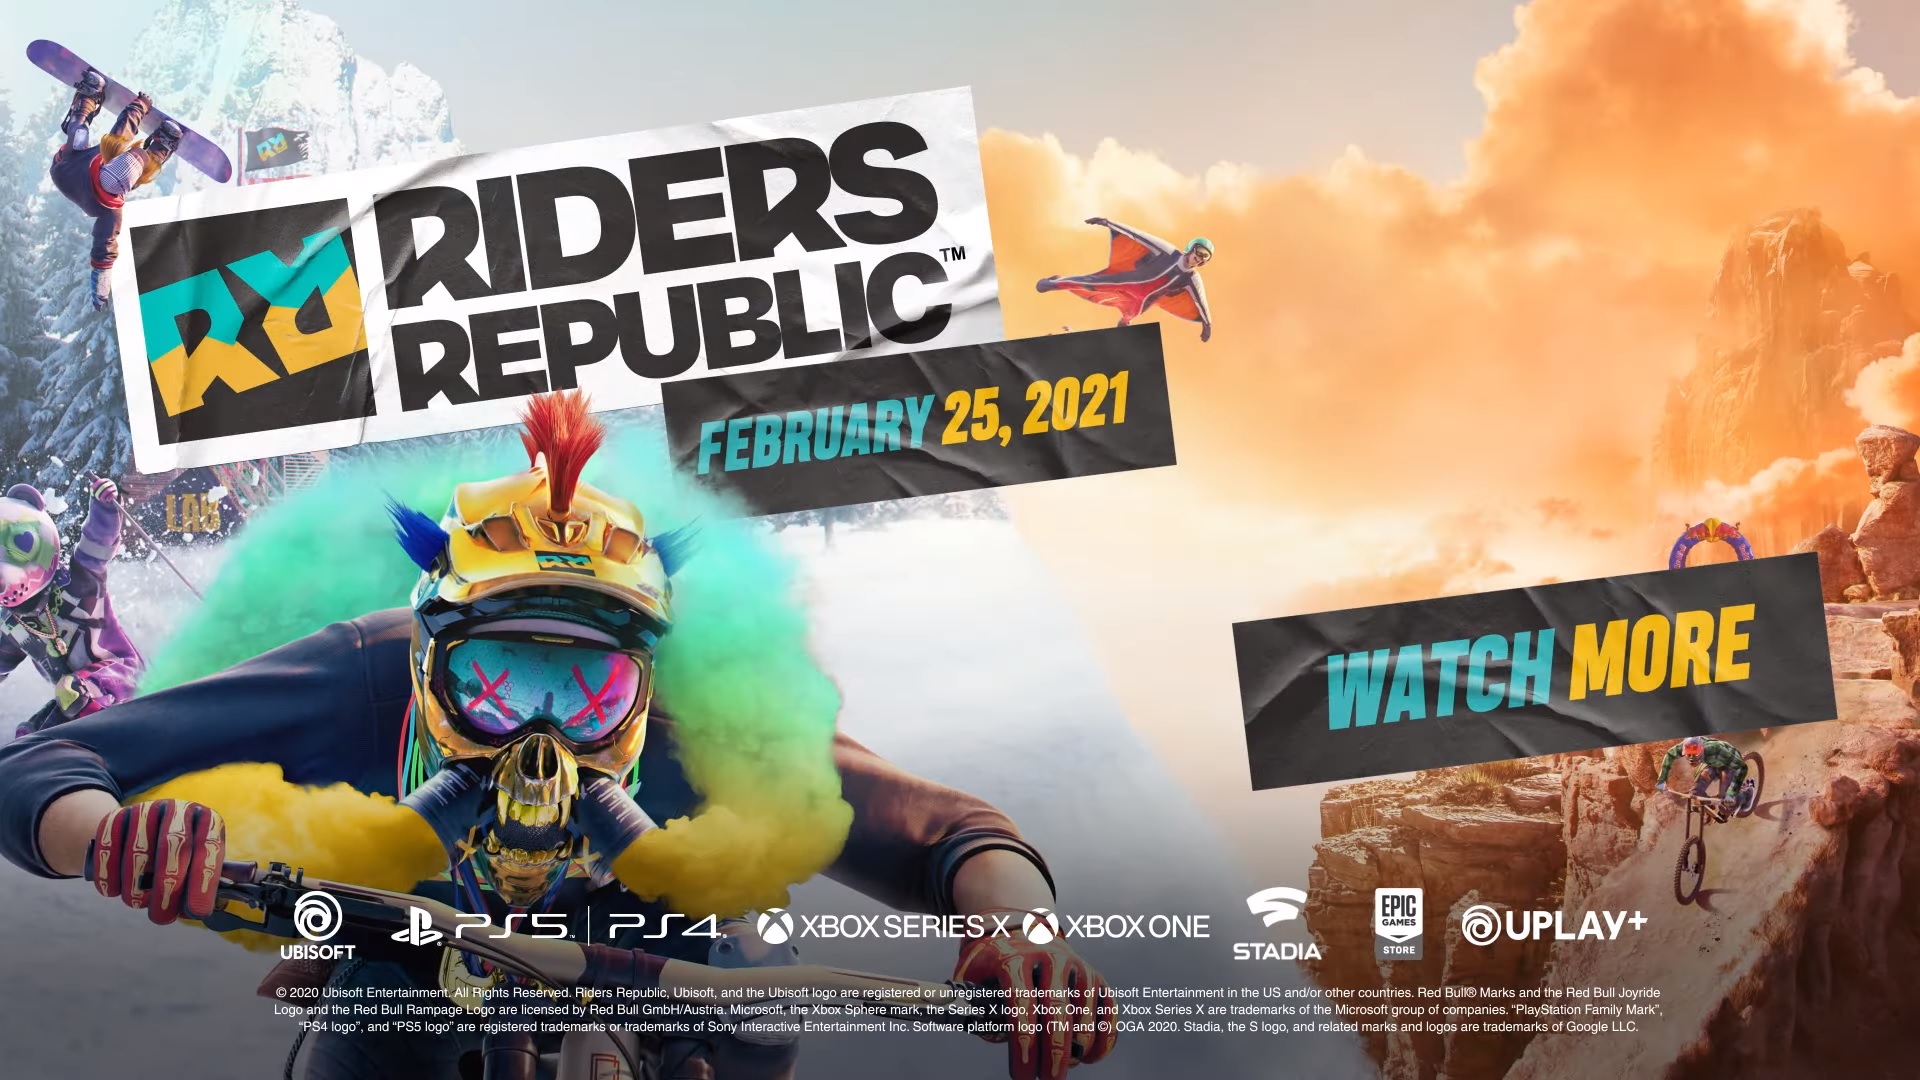 RIDERS
REPUBLIC™
FEBRUARY 25, 2021
LAB
WATCH MORE
UBISOFT
PS5™ | PS4™
XBOX SERIES X
XBOX ONE
STADIA
EPIC
GAMES
STORE
UPLAY+
© 2020 Ubisoft Entertainment. All Rights Reserved. Riders Republic, Ubisoft, and the Ubisoft logo are registered or unregistered trademarks of Ubisoft Entertainment in the US and/or other countries. Red Bull® Marks and the Red Bull Joyride
Logo and the Red Bull Rampage Logo are licensed by Red Bull GmbH/Austria. Microsoft, the Xbox Sphere mark, the Series X logo, Xbox One, and Xbox Series X are trademarks of the Microsoft group of companies. “PlayStation Family Mark”,
“PS4 logo”, and “PS5 logo” are registered trademarks or trademarks of Sony Interactive Entertainment Inc. Software platform logo (TM and ©) OGA 2020. Stadia, the S logo, and related marks and logos are trademarks of Google LLC.